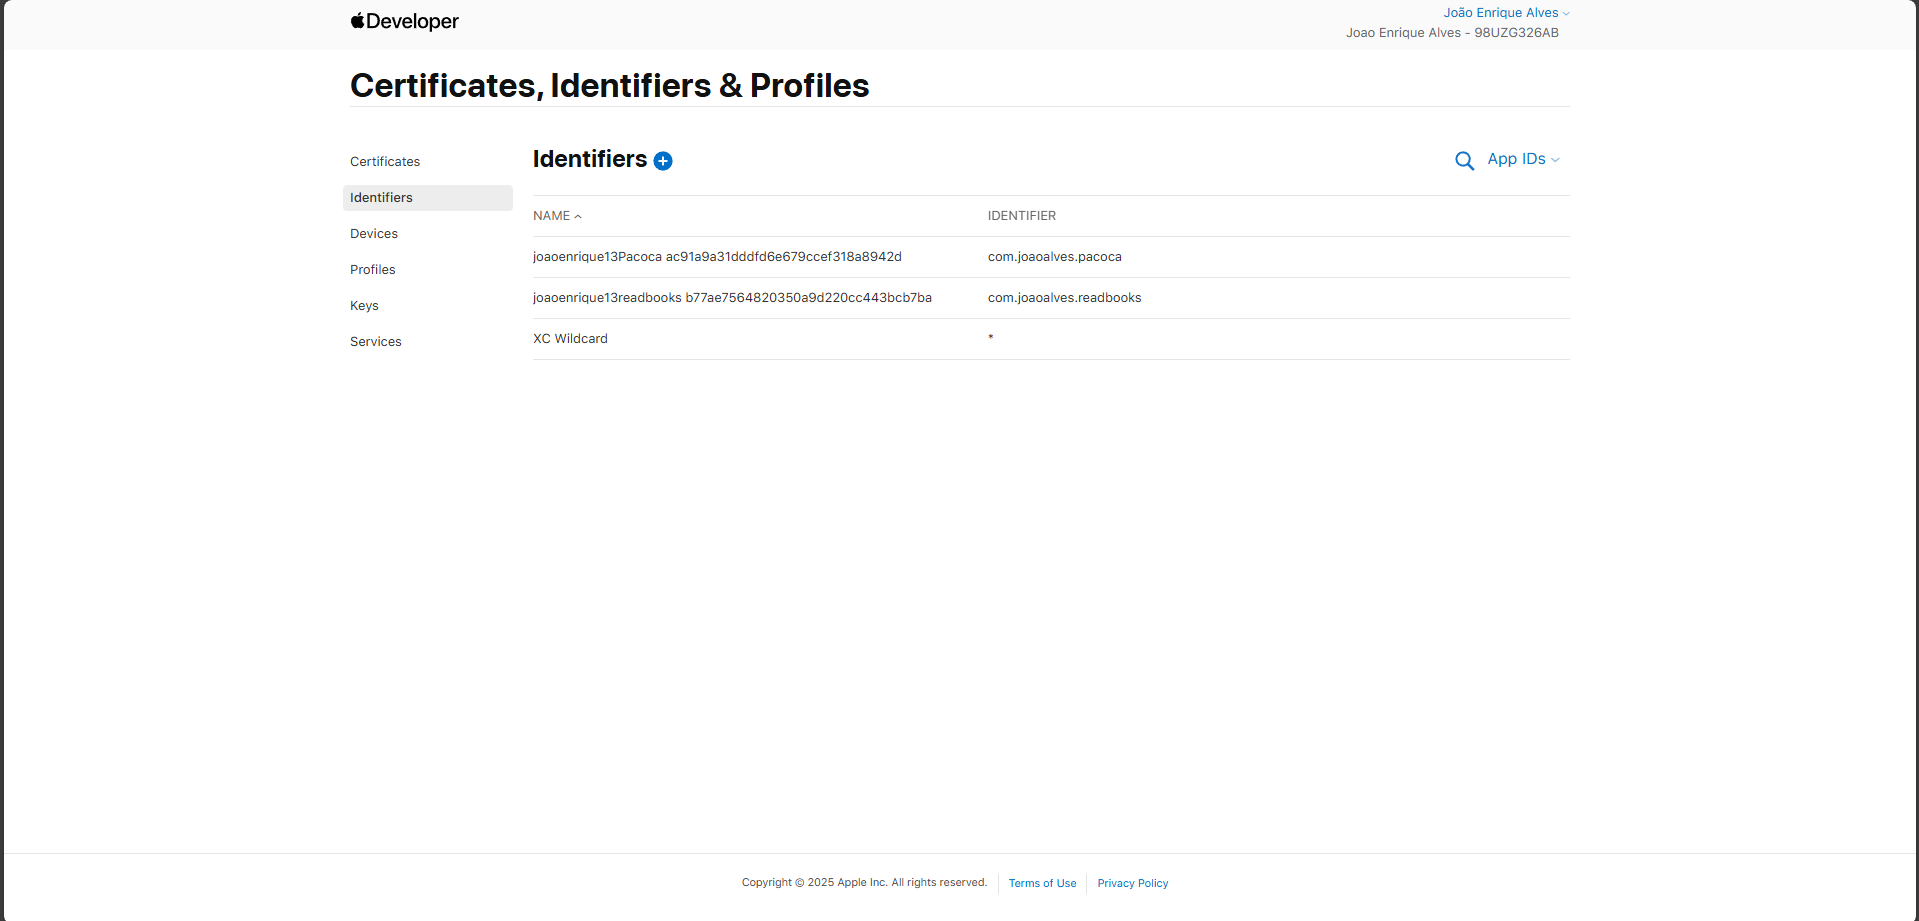 Developer
João Enrique Alves
Joao Enrique Alves - 98UZG326AB
Certificates, Identifiers & Profiles
Certificates
Identifiers
Devices
Profiles
Keys
Services
Identifiers
App IDs
NAME IDENTIFIER
joaoenrique13Pacoca ac91a9a31dddfd6e679ccef318a8942d com.joaoalves.pacoca
joaoenrique13readbooks b77ae7564820350a9d220cc443bcb7ba com.joaoalves.readbooks
XC Wildcard *
Copyright © 2025 Apple Inc. All rights reserved. Terms of Use Privacy Policy